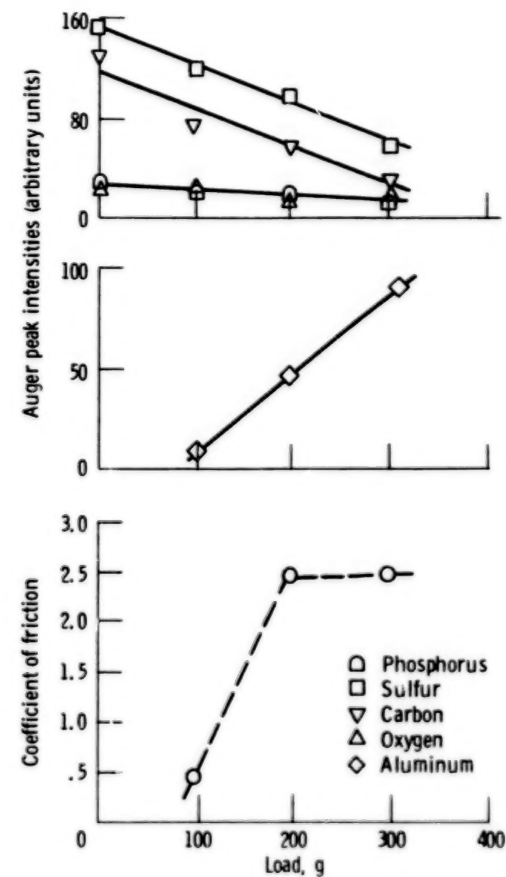 Auger peak intensities (arbitrary units)
160
80
0
100
50
0
Coefficient of friction
3.0
2.5
2.0
1.5
1.0
.5
0
100
200
300
400
Load, g
Phosphorus
Sulfur
Carbon
Oxygen
Aluminum